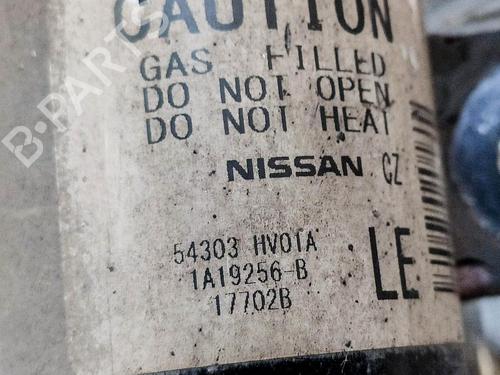 CAUTION
GAS FILLED
DO NOT OPEN
DO NOT HEAT
NISSAN CZ
54303 HV01A
1A19256-B
17702B
LE
B-PARTS